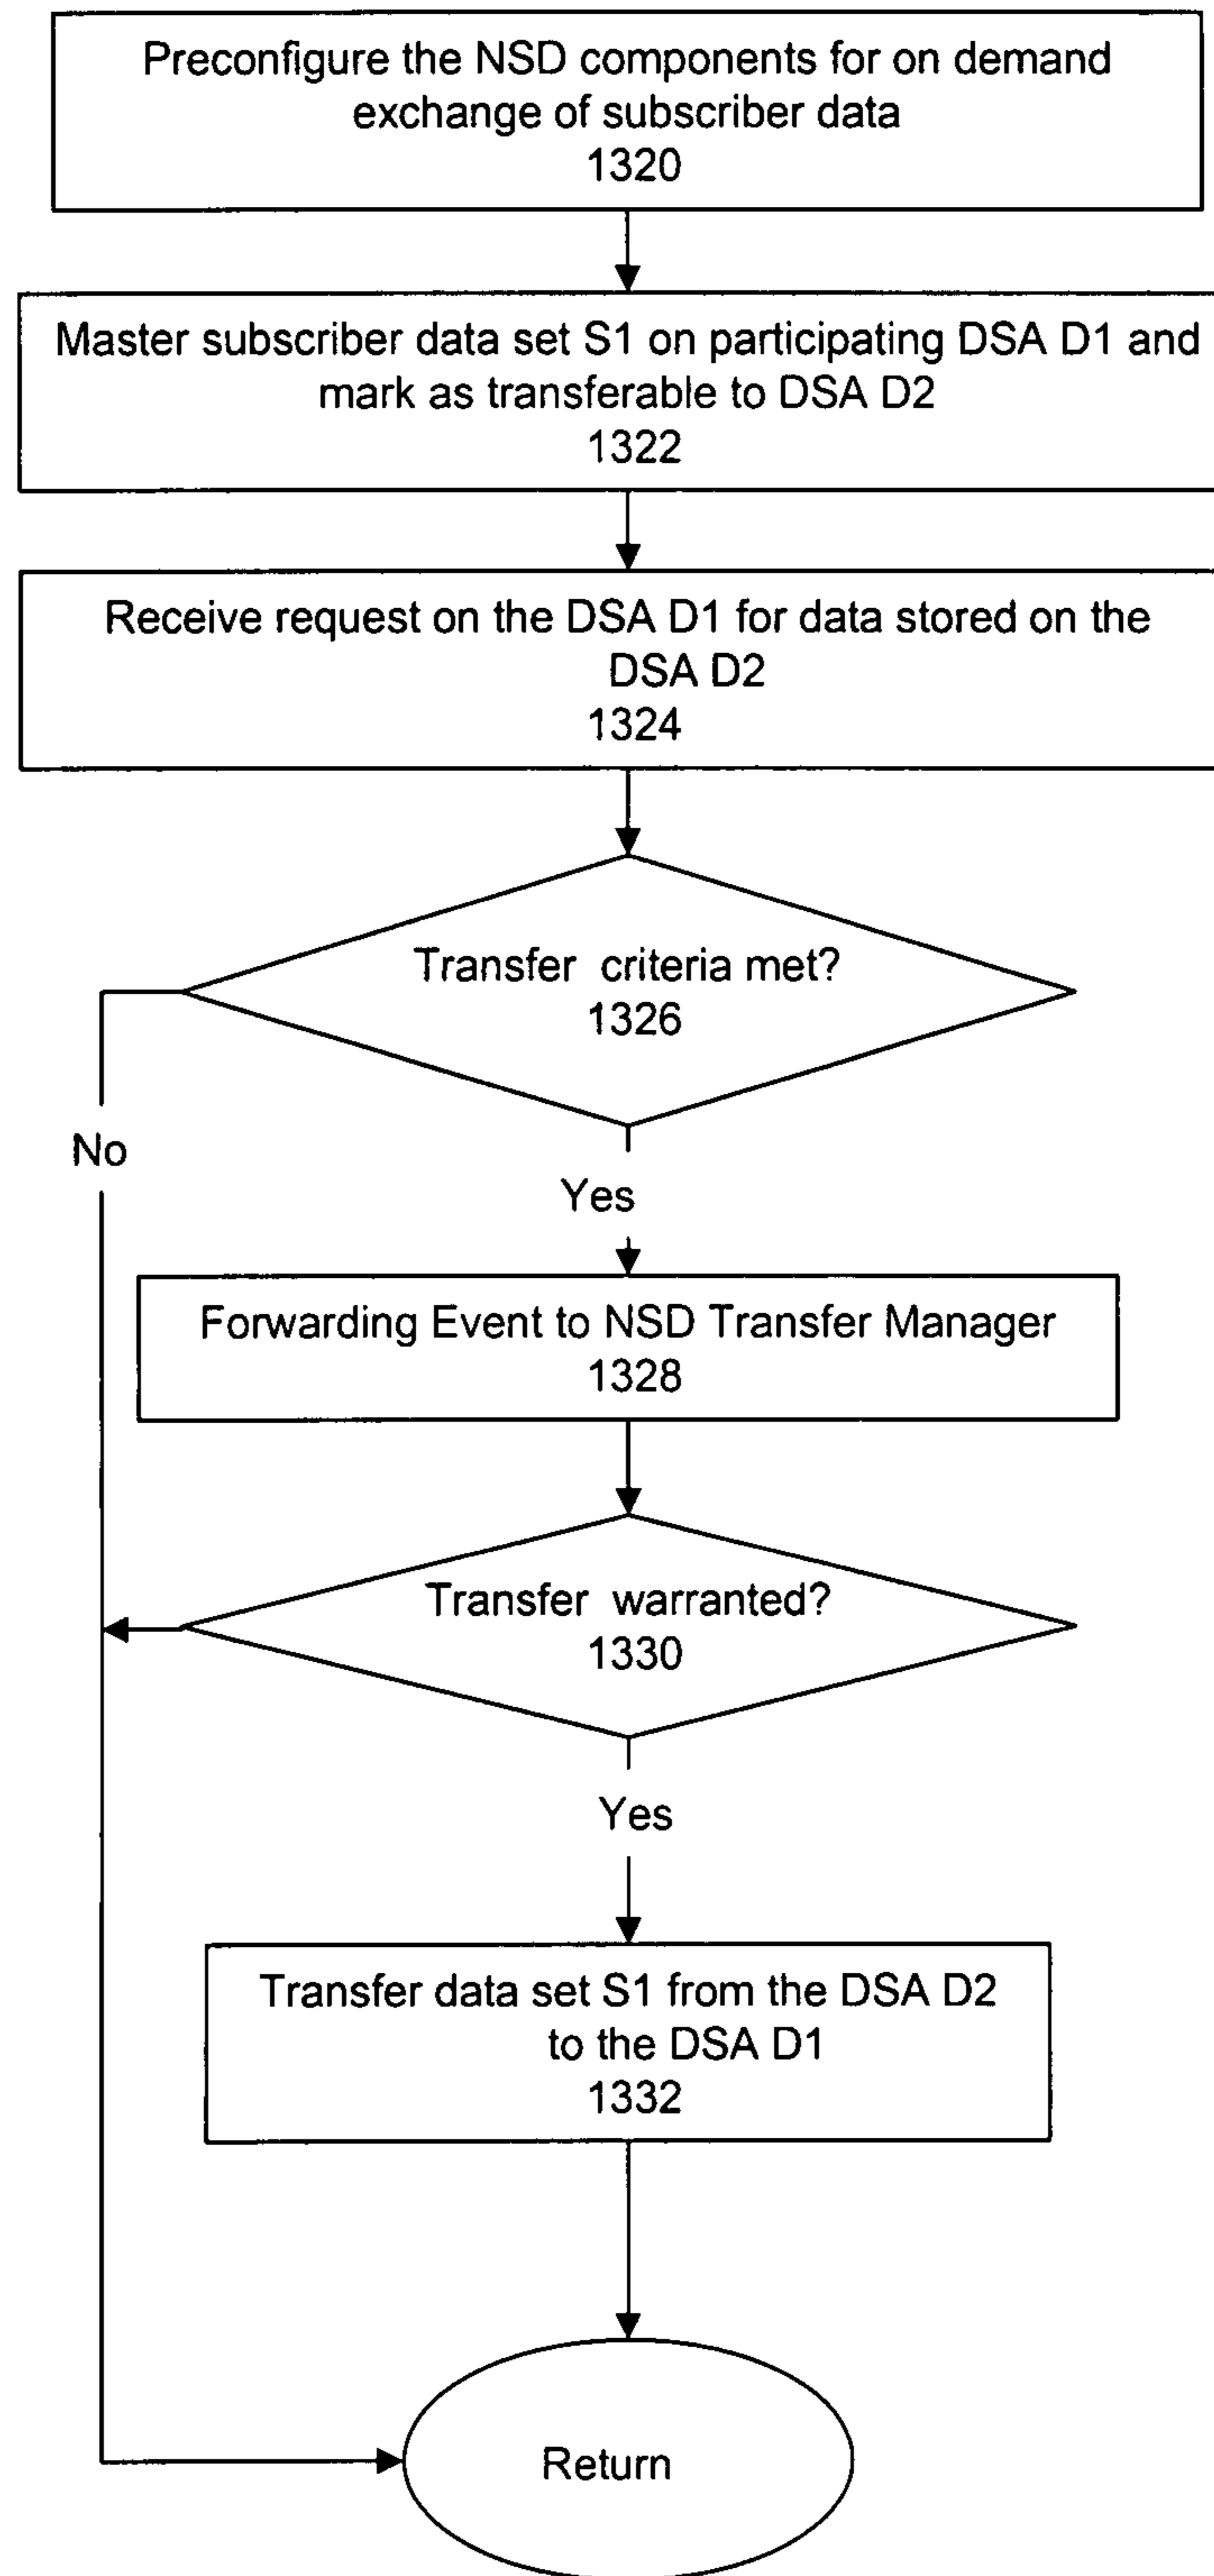 Preconfigure the NSD components for on demand
exchange of subscriber data
1320
Master subscriber data set S1 on participating DSA D1 and
mark as transferable to DSA D2
1322
Receive request on the DSA D1 for data stored on the
DSA D2
1324
Transfer criteria met?
1326
No
Yes
Forwarding Event to NSD Transfer Manager
1328
Transfer warranted?
1330
Yes
Transfer data set S1 from the DSA D2
to the DSA D1
1332
Return